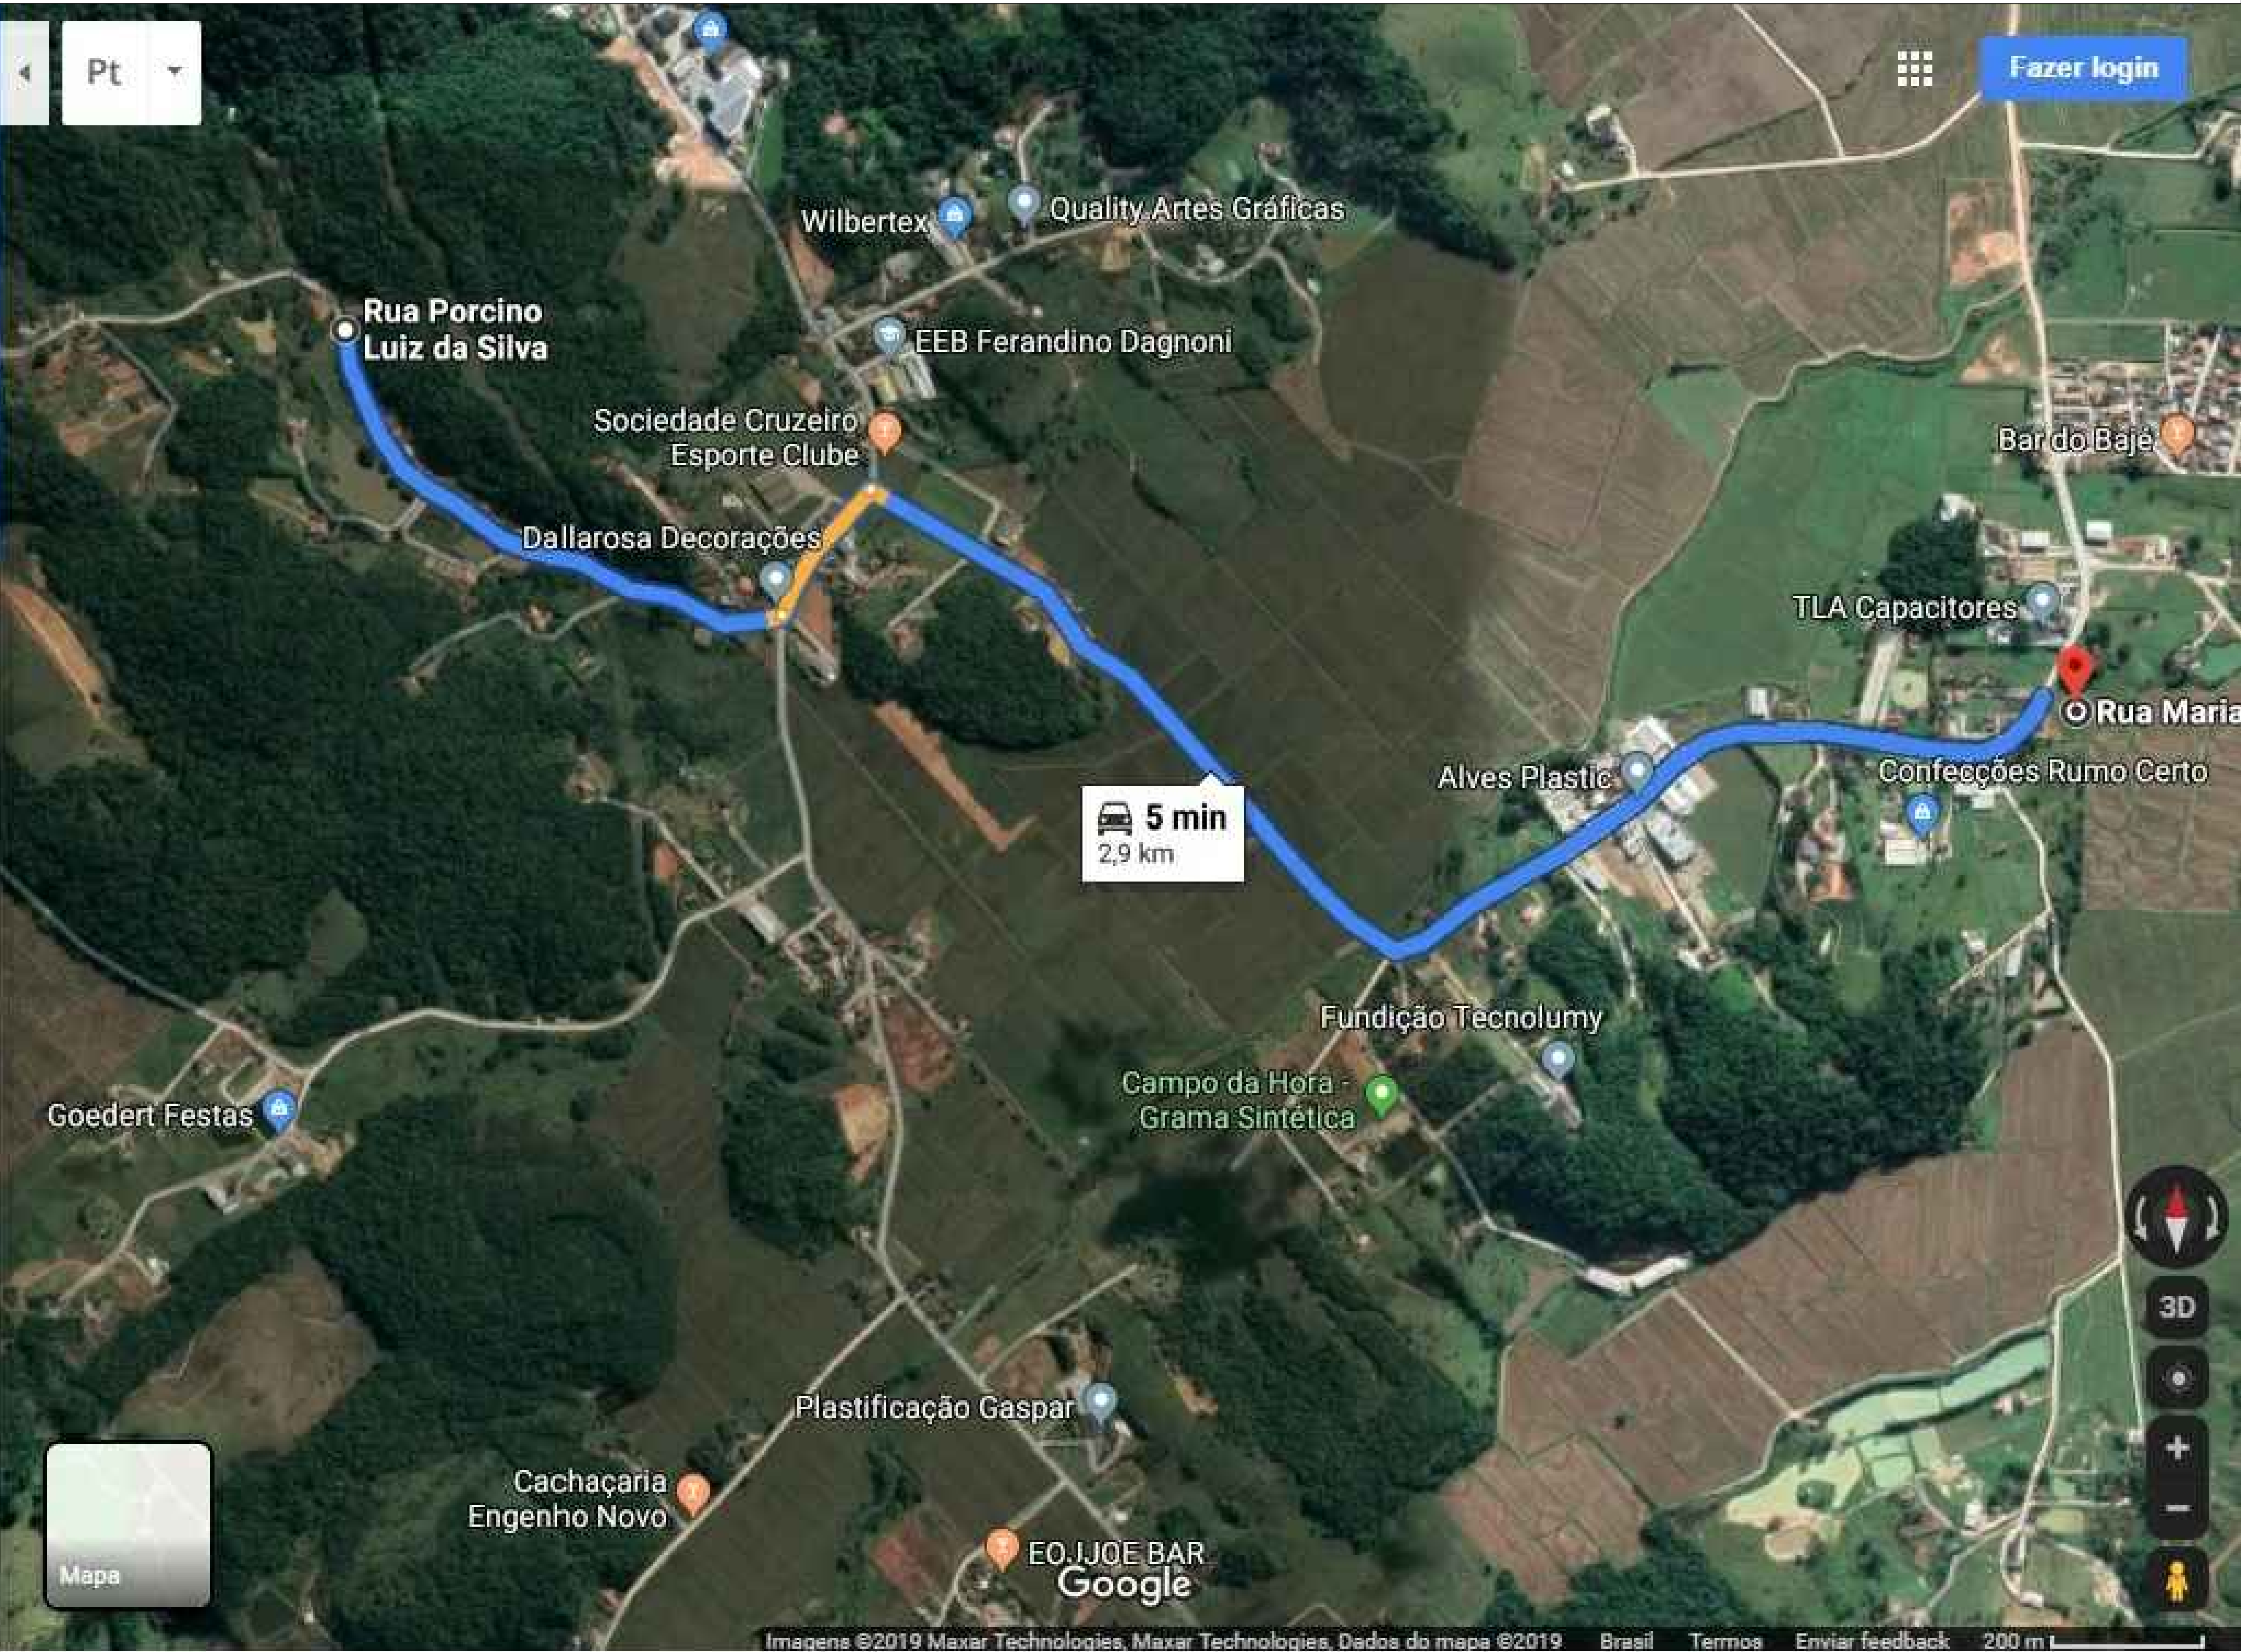 Pt
Fazer login
Wilbertex
Quality Artes Gráficas
Rua Porcino
Luiz da Silva
EEB Ferandino Dagnoni
Sociedade Cruzeiro
Esporte Clube
Bar do Bajé
Dallarosa Decorações
TLA Capacitores
Rua Maria
Alves Plastic
Confecções Rumo Certo
5 min
2,9 km
Fundição Tecnolumy
Campo da Hora -
Grama Sintética
Goedert Festas
3D
Plastificação Gaspar
Cachaçaria
Engenho Novo
EOJJOE BAR
Google
Mapa
Imagens ©2019 Maxar Technologies, Maxar Technologies, Dados do mapa ©2019 Brasil Termos Enviar feedback 200 m